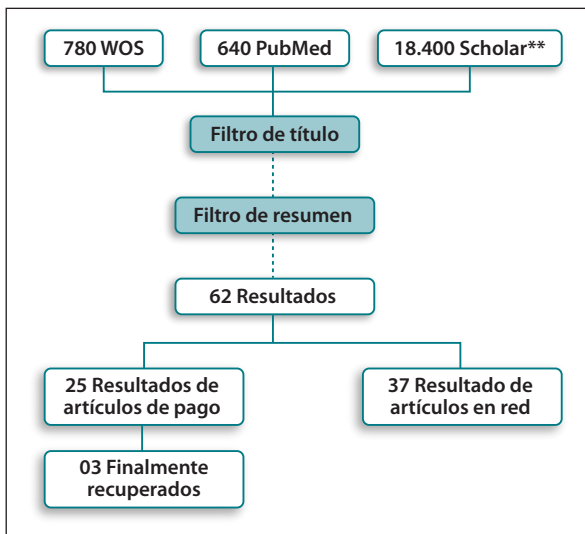 780 WOS
640 PubMed
18.400 Scholar**
Filtro de título
Filtro de resumen
62 Resultados
25 Resultados de
artículos de pago
37 Resultado de
artículos en red
03 Finalmente
recuperados